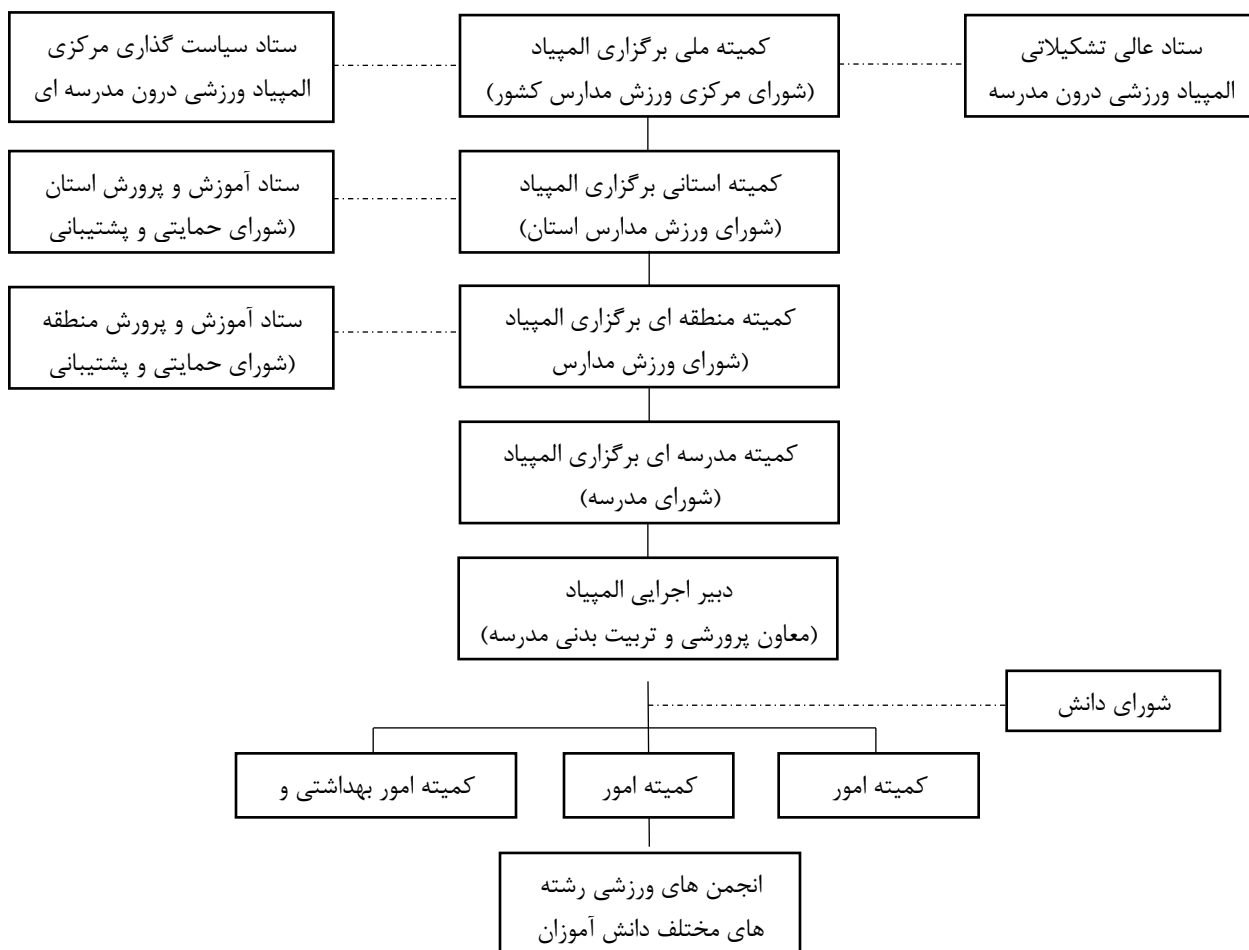 ستاد عالی تشکیلاتی
المپیاد ورزشی درون مدرسه
کمیته ملی برگزاری المپیاد
(شورای مرکزی ورزش مدارس کشور)
ستاد سیاست گذاری مرکزی
المپیاد ورزشی درون مدرسه ای
کمیته استانی برگزاری المپیاد
(شورای ورزش مدارس استان)
ستاد آموزش و پرورش استان
(شورای حمایتی و پشتیبانی
کمیته منطقه ای برگزاری المپیاد
(شورای ورزش مدارس
ستاد آموزش و پرورش منطقه
(شورای حمایتی و پشتیبانی
کمیته مدرسه ای برگزاری المپیاد
(شورای مدرسه)
دبیر اجرایی المپیاد
(معاون پرورشی و تربیت بدنی مدرسه)
شورای دانش
کمیته امور
کمیته امور
کمیته امور بهداشتی و
انجمن های ورزشی رشته
های مختلف دانش آموزان